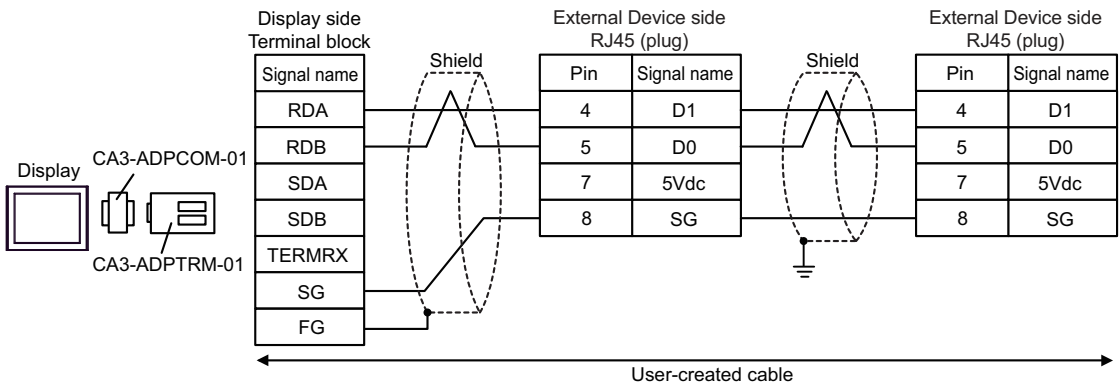 Display side
Terminal block
External Device side
RJ45 (plug)
External Device side
RJ45 (plug)
Signal name
Shield
Pin
Signal name
Shield
Pin
Signal name
RDA
4
D1
4
D1
RDB
5
D0
5
D0
SDA
7
5Vdc
7
5Vdc
SDB
8
SG
8
SG
TERMRX
SG
FG
Display
CA3-ADPCOM-01
CA3-ADPTRM-01
User-created cable